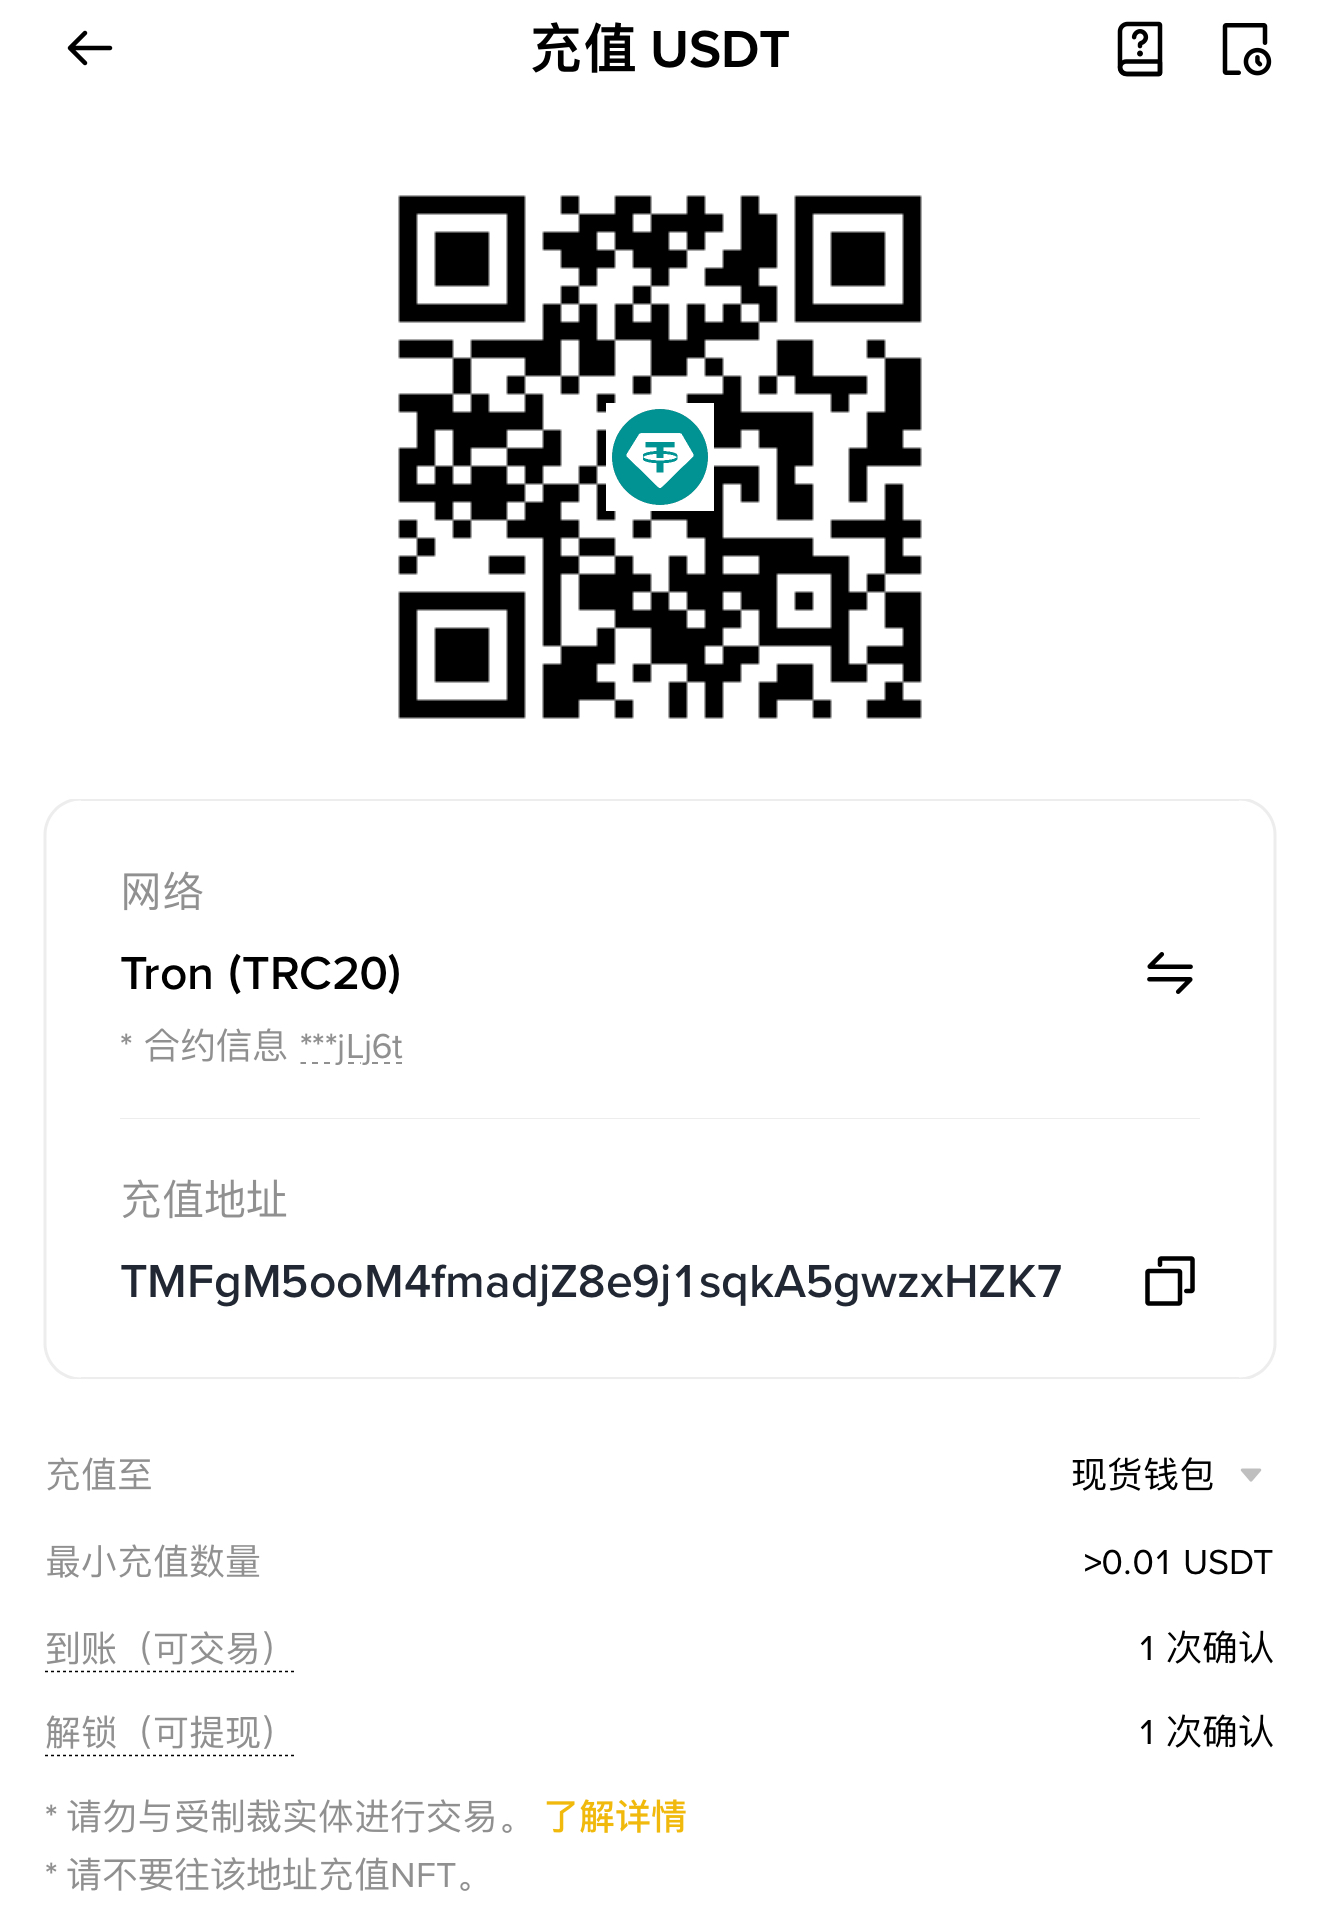 充值 USDT
网络
Tron (TRC20)
* 合约信息 ***jLj6t
充值地址
TMFgM5ooM4fmadjZ8e9j1sqkA5gwzxHZK7
充值至 现货钱包
最小充值数量 >0.01 USDT
到账（可交易） 1 次确认
解锁（可提现） 1 次确认
* 请勿与受制裁实体进行交易。 了解详情
* 请不要往该地址充值NFT。